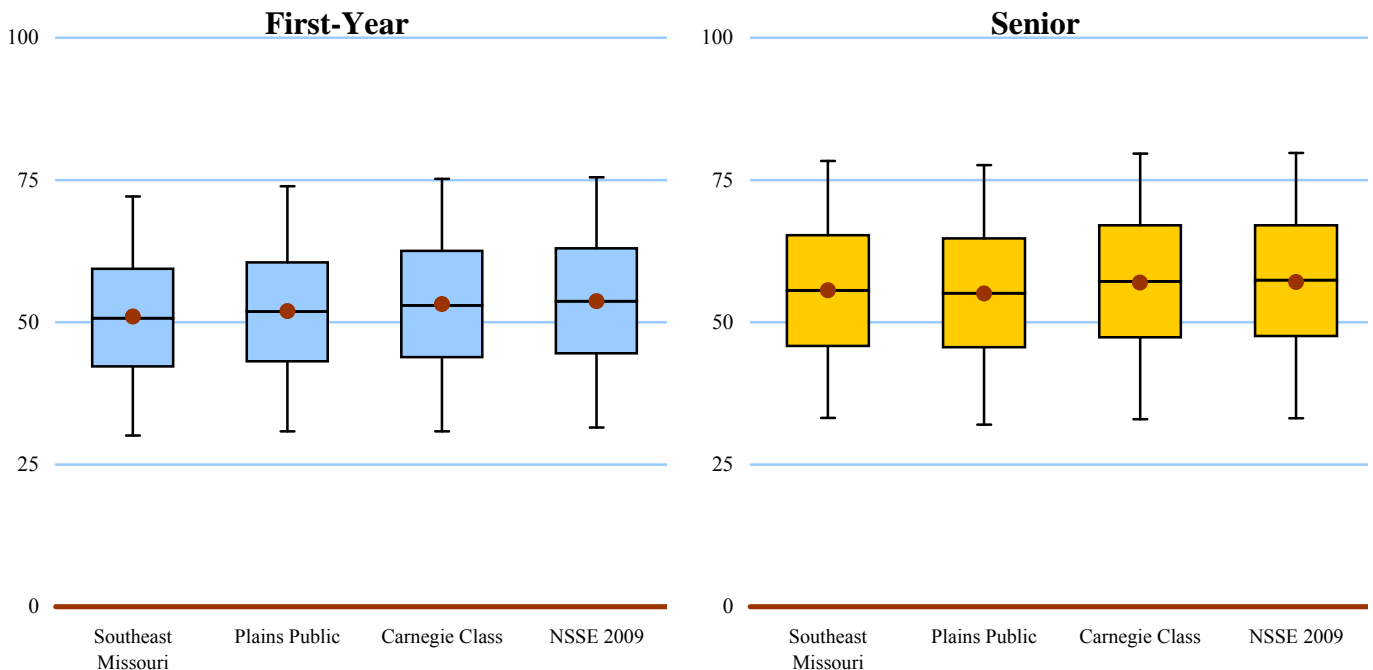 First-Year
100
75
50
25
0
Southeast
Missouri
Plains Public
Carnegie Class
NSSE 2009
Senior
100
75
50
25
0
Southeast
Missouri
Plains Public
Carnegie Class
NSSE 2009